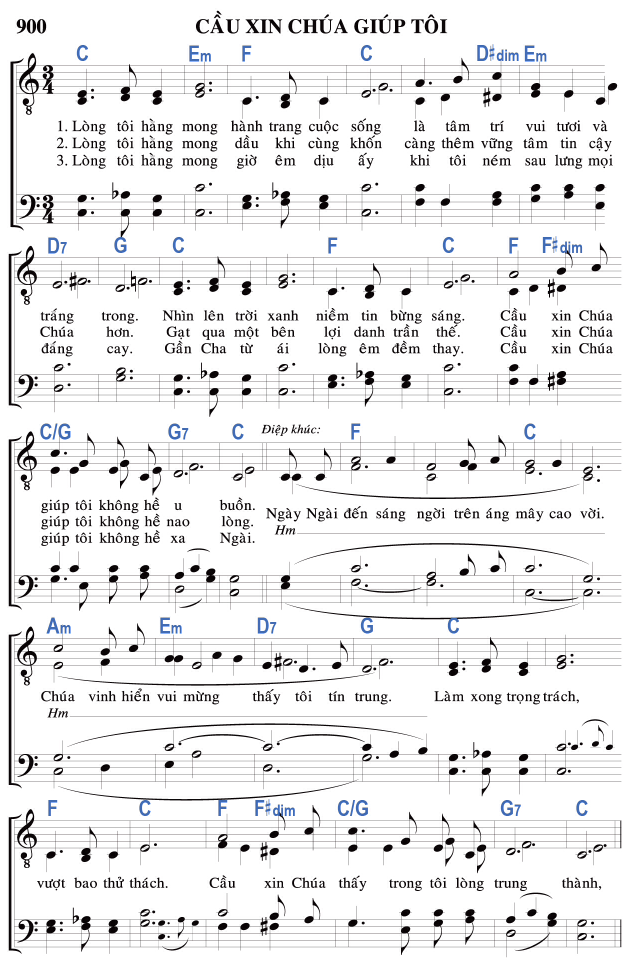 900 CẦU XIN CHÚA GIÚP TÔI
C Em F C D♯dim Em
3 4
1. Lòng tôi hằng mong hành trang cuộc sống là tâm trí vui tươi và
2. Lòng tôi hằng mong dầu khi cùng khốn càng thêm vững tâm tin cậy
3. Lòng tôi hằng mong giờ êm dịu ấy khi tôi ném sau lưng mọi
3 4
D7 G C F C F F♯dim
trắng trong. Nhìn lên trời xanh niềm tin bừng sáng. Cầu xin Chúa
Chúa hơn. Gạt qua một bên lợi danh trần thế. Cầu xin Chúa
đắng cay. Gần Cha từ ái lòng êm đềm thay. Cầu xin Chúa
C/G G7 C Điệp khúc: F C
giúp tôi không hề u buồn.
giúp tôi không hề nao lòng.
giúp tôi không hề xa Ngài.
Ngày Ngài đến sáng ngời trên áng mây cao vời.
Hm
Am Em D7 G C
Chúa vinh hiển vui mừng thấy tôi tín trung. Làm xong trọng trách,
Hm
F C F F♯dim C/G G7 C
vượt bao thử thách. Cầu xin Chúa thấy trong tôi lòng trung thành,